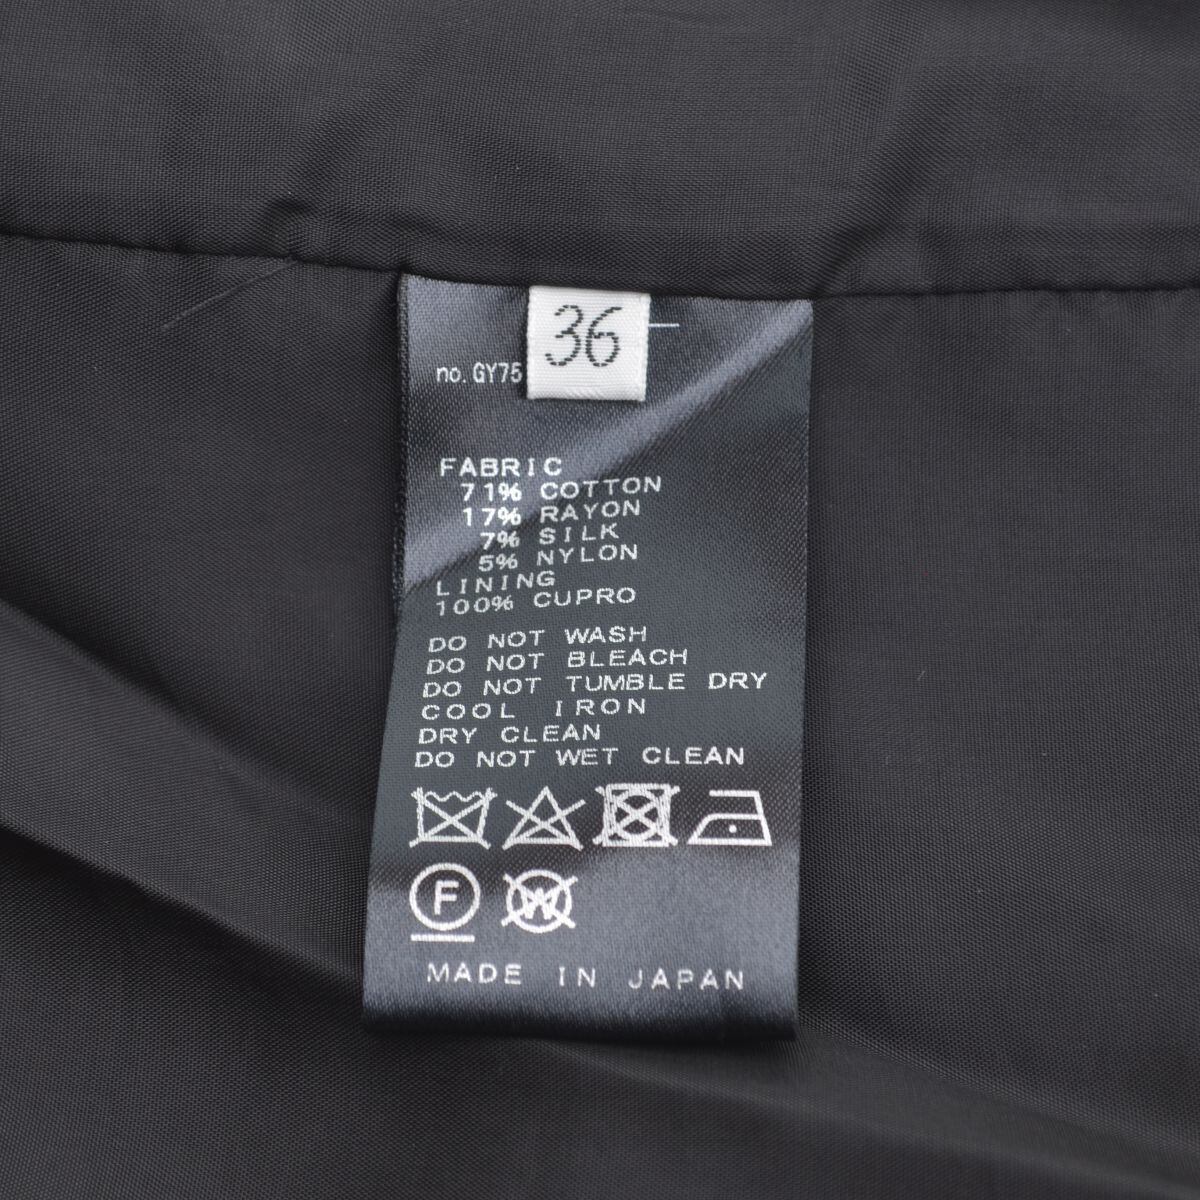 36
no. GY75
FABRIC
71% COTTON
17% RAYON
7% SILK
5% NYLON
LINING
100% CUPRO
DO NOT WASH
DO NOT BLEACH
DO NOT TUMBLE DRY
COOL IRON
DRY CLEAN
DO NOT WET CLEAN
F W
MADE IN JAPAN